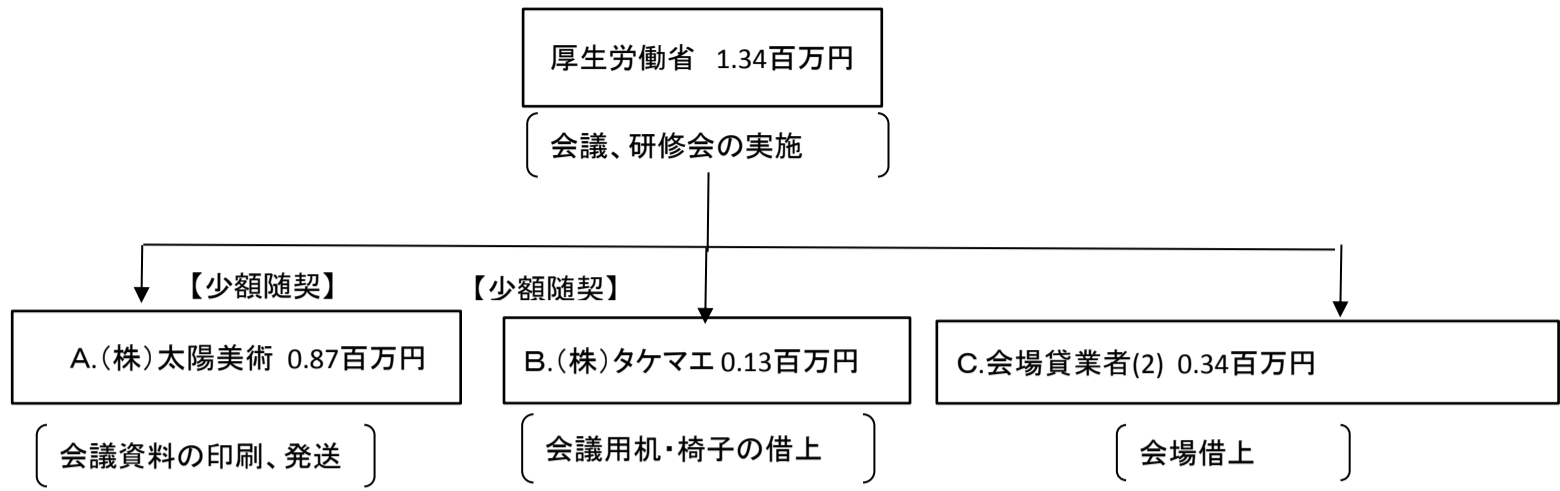 厚生労働省 1.34百万円
会議、研修会の実施
【少額随契】 【少額随契】
A.(株)太陽美術 0.87百万円
B.(株)タケマエ 0.13百万円
C.会場貸業者(2) 0.34百万円
会議資料の印刷、発送
会議用机・椅子の借上
会場借上